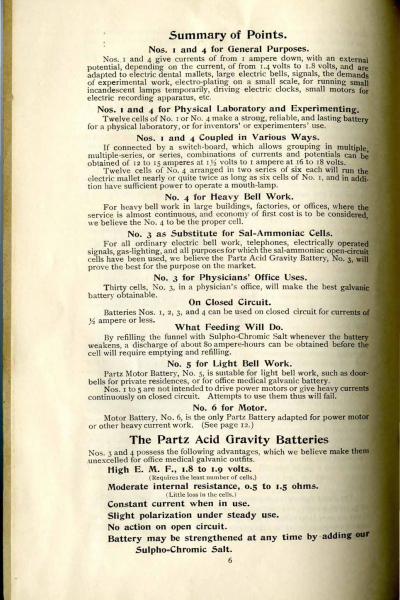 Summary of Points.
Nos. 1 and 4 for General Purposes.
Nos. 1 and 4 give currents of from 1 ampere down, with an external
potential, depending on the current, of from 1.4 volts to 1.8 volts, and are
adapted to electric dental mallets, large electric bells, signals, the demands
of experimental work, electro-plating on a small scale, for running small
incandescent lamps temporarily, driving electric clocks, small motors for
electric recording apparatus, etc.
Nos. 1 and 4 for Physical Laboratory and Experimenting.
Twelve cells of No. 1 or No. 4 make a strong, reliable, and lasting battery
for a physical laboratory, or for inventors' or experimenters' use.
Nos. 1 and 4 Coupled in Various Ways.
If connected by a switch-board, which allows grouping in multiple,
multiple-series, or series, combinations of currents and potentials can be
obtained of 12 to 15 amperes at 1½ volts to 1 ampere at 16 to 18 volts.
Twelve cells of No. 4 arranged in two series of six each will run the
electric mallet nearly or quite twice as long as six cells of No. 1, and in addi-
tion have sufficient power to operate a mouth-lamp.
No. 4 for Heavy Bell Work.
For heavy bell work in large buildings, factories, or offices, where the
service is almost continuous, and economy of first cost is to be considered,
we believe the No. 4 to be the proper cell.
No. 3 as Substitute for Sal-Ammoniac Cells.
For all ordinary electric bell work, telephones, electrically operated
signals, gas-lighting, and all purposes for which the sal-ammoniac open-circuit
cells have been used, we believe the Partz Acid Gravity Battery, No. 3, will
prove the best for the purpose on the market.
No. 3 for Physicians' Office Uses.
Thirty cells, No. 3, in a physician's office, will make the best galvanic
battery obtainable.
On Closed Circuit.
Batteries Nos. 1, 2, 3, and 4 can be used on closed circuit for currents of
½ ampere or less.
What Feeding Will Do.
By refilling the funnel with Sulpho-Chromic Salt whenever the battery
weakens, a discharge of about 80 ampere-hours can be obtained before the
cell will require emptying and refilling.
No. 5 for Light Bell Work.
Partz Motor Battery, No. 5, is suitable for light bell work, such as door-
bells for private residences, or for office medical galvanic battery.
Nos. 1 to 5 are not intended to drive power motors or give heavy currents
continuously on closed circuit. Attempts to use them thus will fail.
No. 6 for Motor.
Motor Battery, No. 6, is the only Partz Battery adapted for power motor
or other heavy current work. (See page 12.)
The Partz Acid Gravity Batteries
Nos. 3 and 4 possess the following advantages, which we believe make them
unexcelled for office medical galvanic outfits.
High E. M. F., 1.8 to 1.9 volts.
(Requires the least number of cells.)
Moderate internal resistance, 0.5 to 1.5 ohms.
(Little loss in the cells.)
Constant current when in use.
Slight polarization under steady use.
No action on open circuit.
Battery may be strengthened at any time by adding our
Sulpho-Chromic Salt.
6